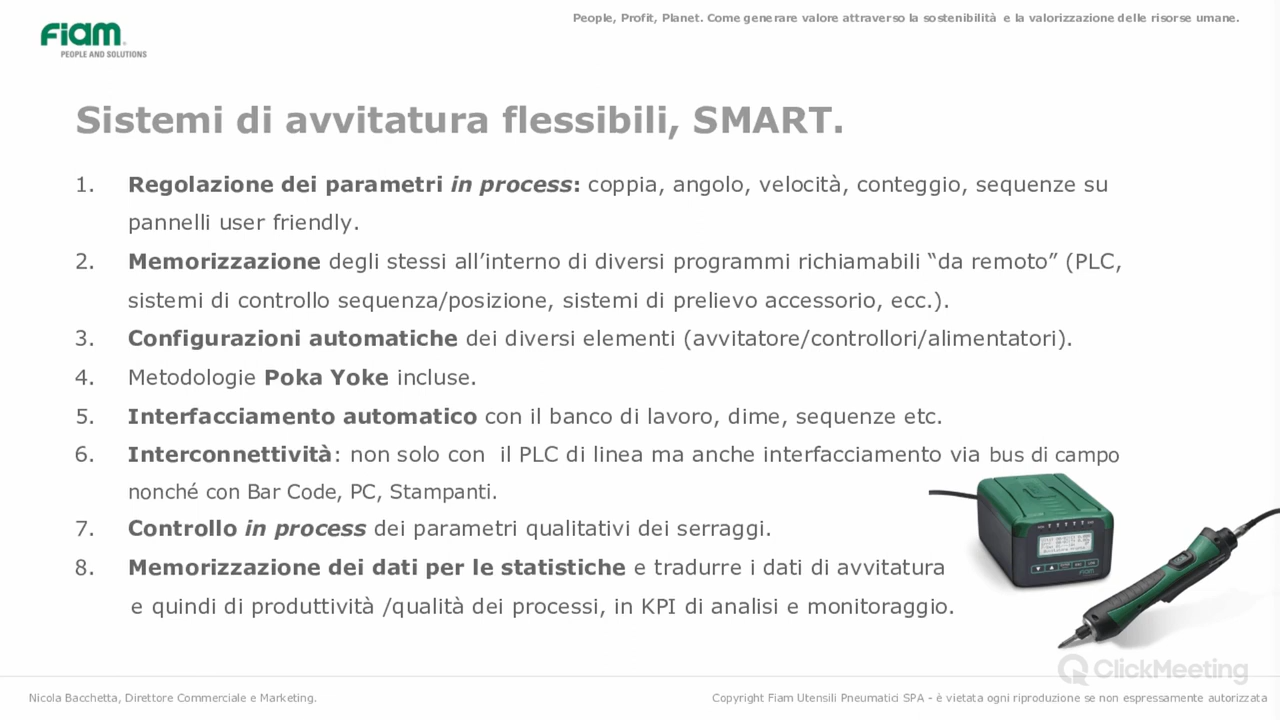 People, Profit, Planet. Come generare valore attraverso la sostenibilità e la valorizzazione delle risorse umane.
Fiam
PEOPLE AND SOLUTIONS
Sistemi di avvitatura flessibili, SMART.
1. Regolazione dei parametri in process: coppia, angolo, velocità, conteggio, sequenze su
pannelli user friendly.
2. Memorizzazione degli stessi all’interno di diversi programmi richiamabili “da remoto” (PLC,
sistemi di controllo sequenza/posizione, sistemi di prelievo accessorio, ecc.).
3. Configurazioni automatiche dei diversi elementi (avvitatore/controllori/alimentatori).
4. Metodologie Poka Yoke incluse.
5. Interfacciamento automatico con il banco di lavoro, dime, sequenze etc.
6. Interconnettività: non solo con il PLC di linea ma anche interfacciamento via bus di campo
nonché con Bar Code, PC, Stampanti.
7. Controllo in process dei parametri qualitativi dei serraggi.
8. Memorizzazione dei dati per le statistiche e tradurre i dati di avvitatura
e quindi di produttività /qualità dei processi, in KPI di analisi e monitoraggio.
FIAM
ClickMeeting
Nicola Bacchetta, Direttore Commerciale e Marketing.
Copyright Fiam Utensili Pneumatici SPA - è vietata ogni riproduzione se non espressamente autorizzata